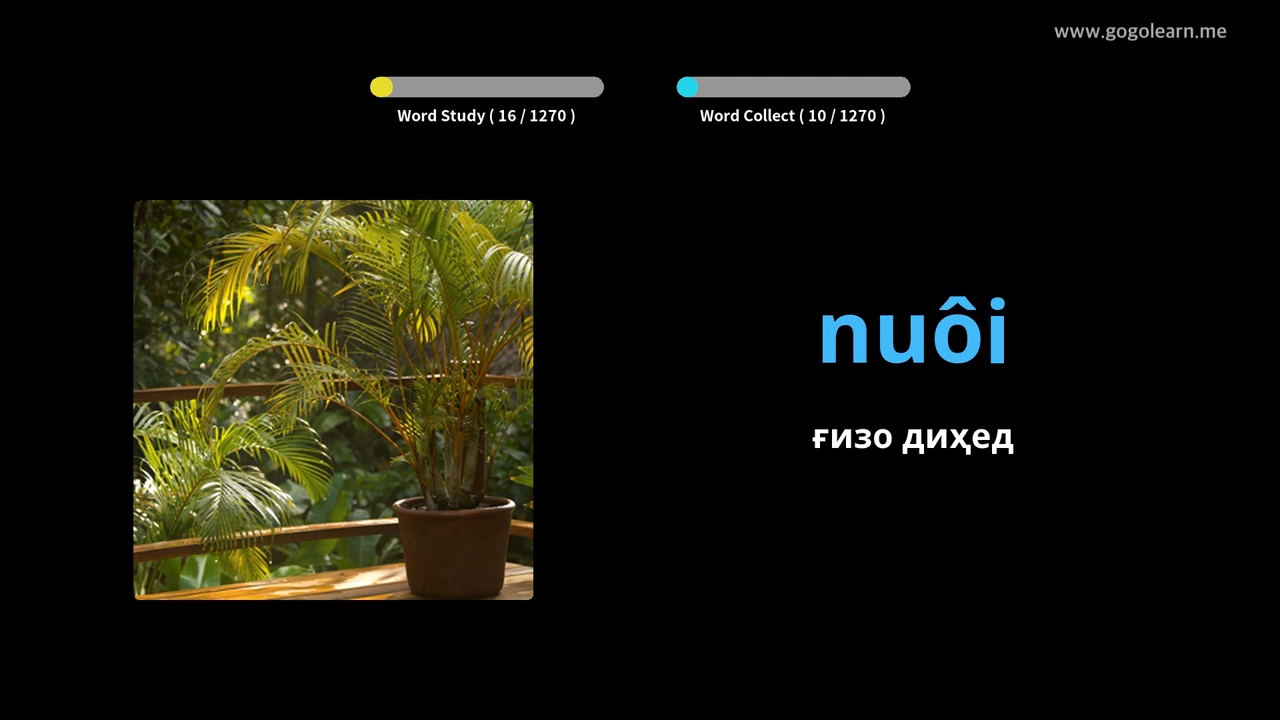 www.gogolearn.me
Word Study ( 16 / 1270 )
Word Collect ( 10 / 1270 )
nuôi
ғизо диҳед